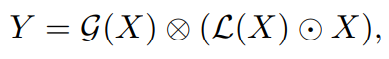 Y = 𝒢(X) ⊗ (ℒ(X) ⊙ X),